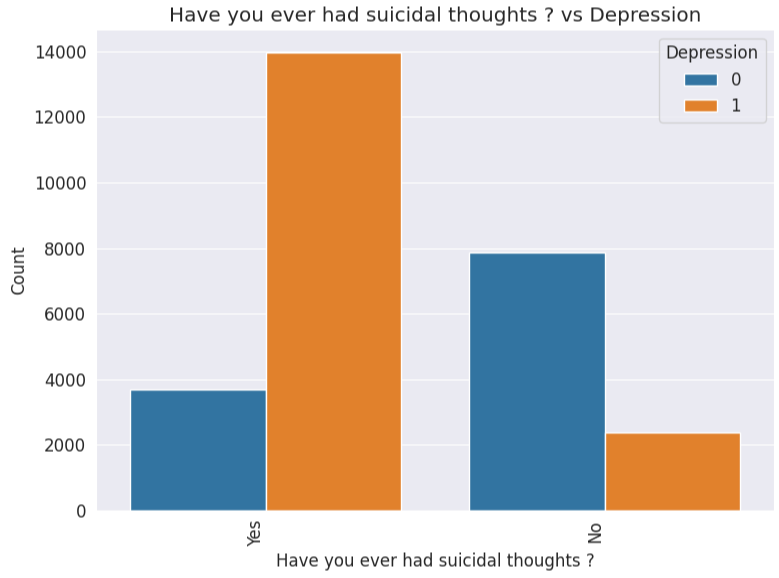 Have you ever had suicidal thoughts ? vs Depression
14000
12000
10000
8000
6000
4000
2000
0
Count
Depression
0
1
Yes
No
Have you ever had suicidal thoughts ?